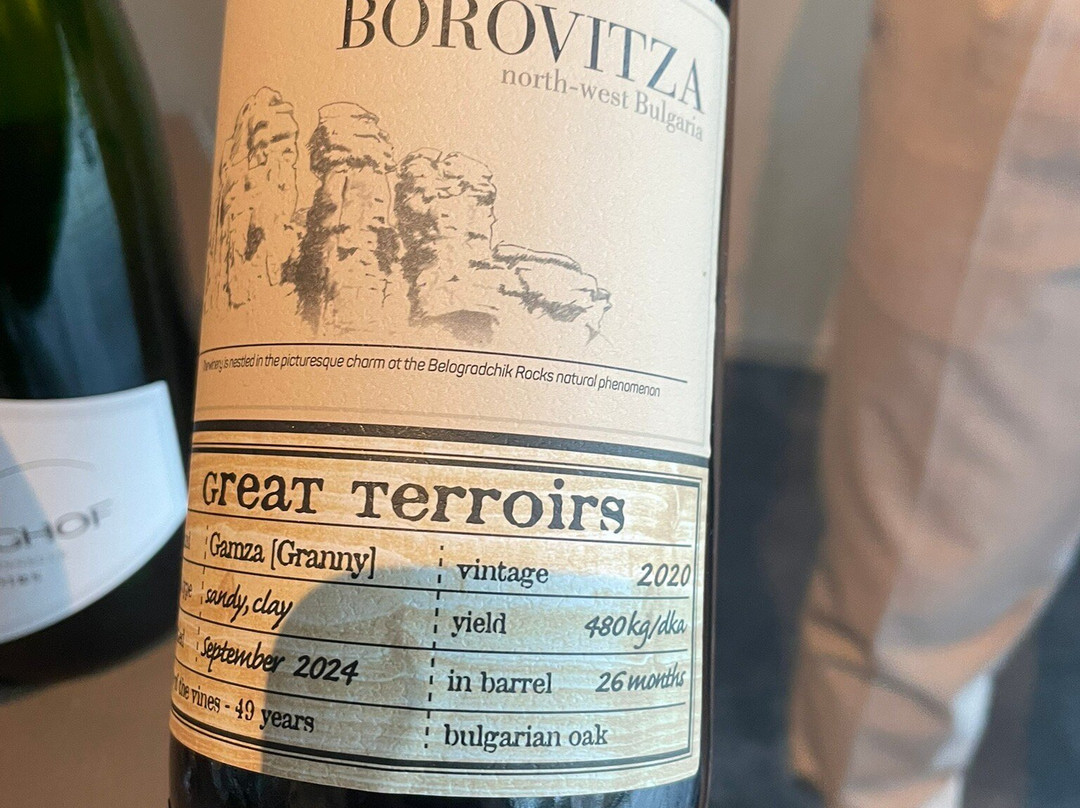 BOROVITZA
north-west Bulgaria
winery is nestled in the picturesque charm at the Belogradchik Rocks natural phenomenon
Great Terroirs
Gamza [Granny]
vintage 2020
sandy, clay
yield 480kg/dka
September 2024
in barrel 26 months
the vines - 49 years
bulgarian oak
GHOF